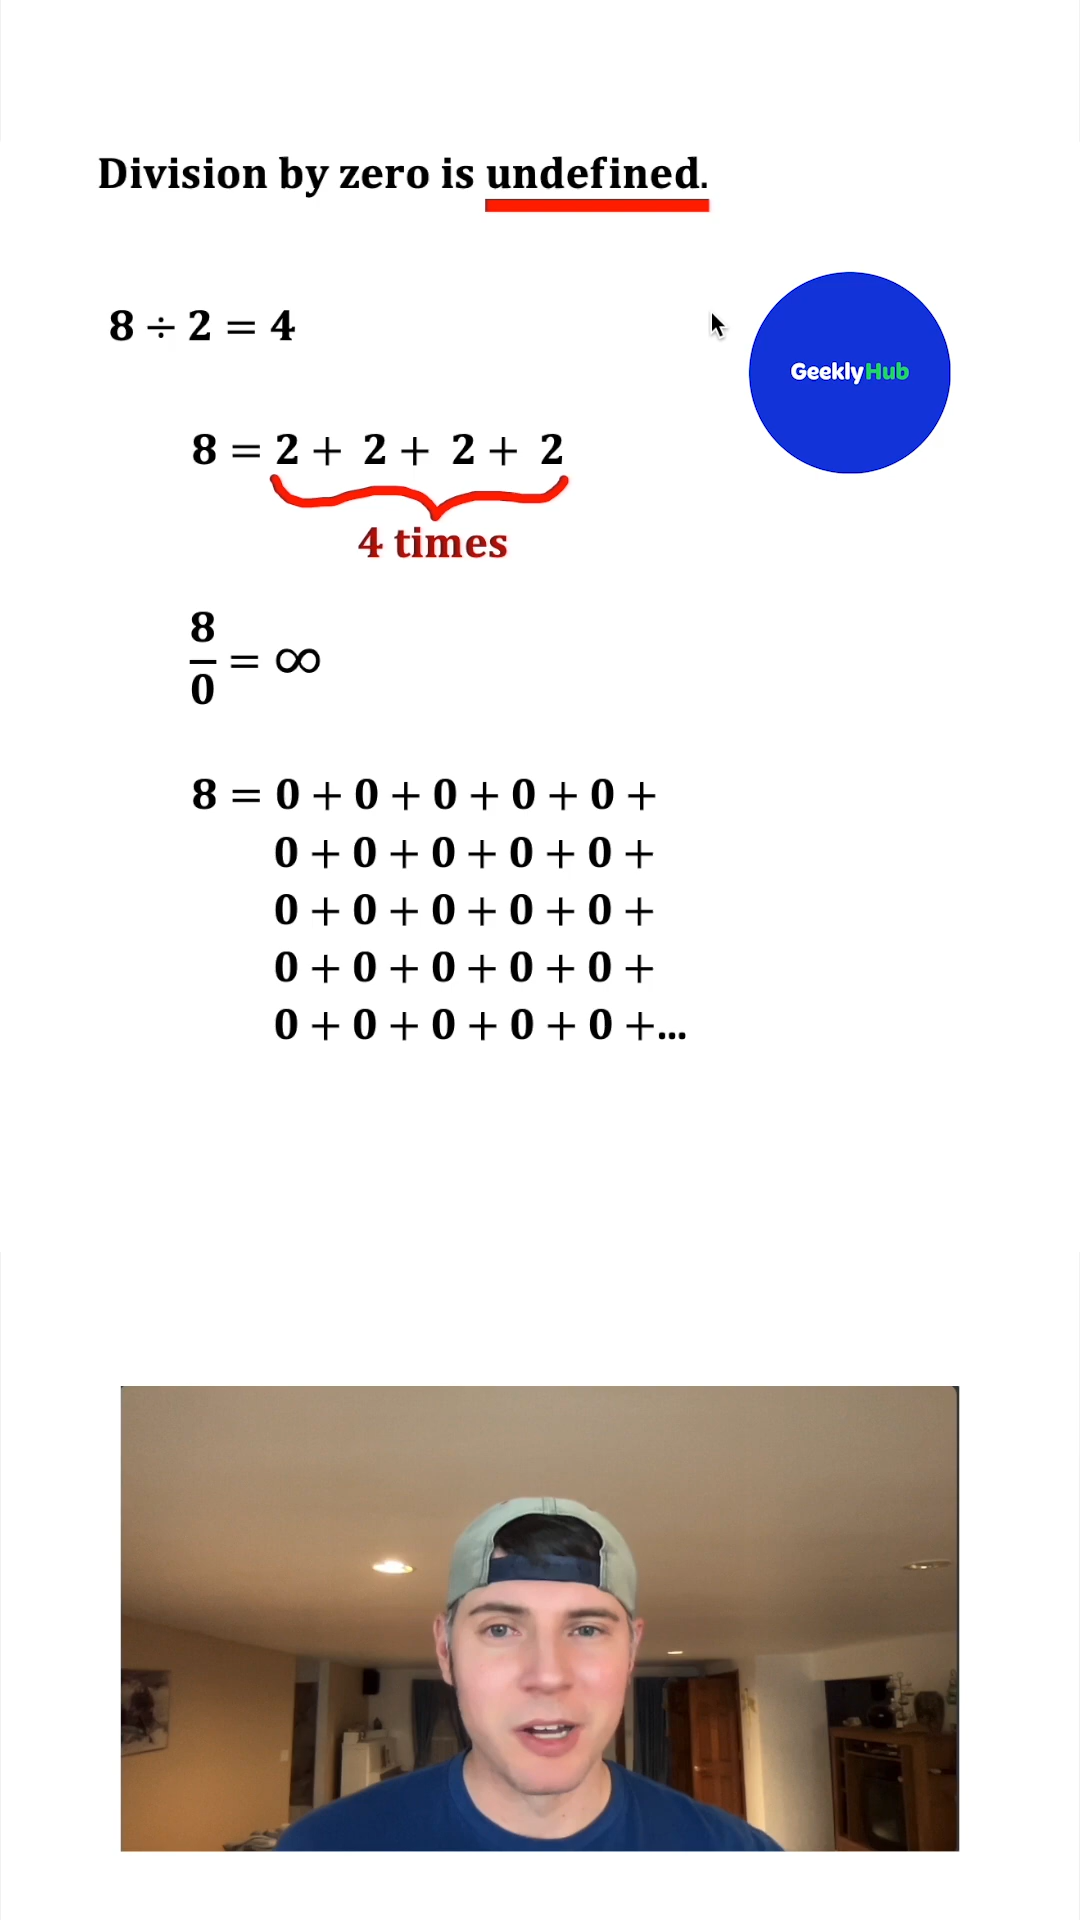 Division by zero is undefined.
8 ÷ 2 = 4
GeeklyHub
8 = 2 + 2 + 2 + 2
4 times
8
— = ∞
0
8 = 0 + 0 + 0 + 0 + 0 +
0 + 0 + 0 + 0 + 0 +
0 + 0 + 0 + 0 + 0 +
0 + 0 + 0 + 0 + 0 +
0 + 0 + 0 + 0 + 0 +...